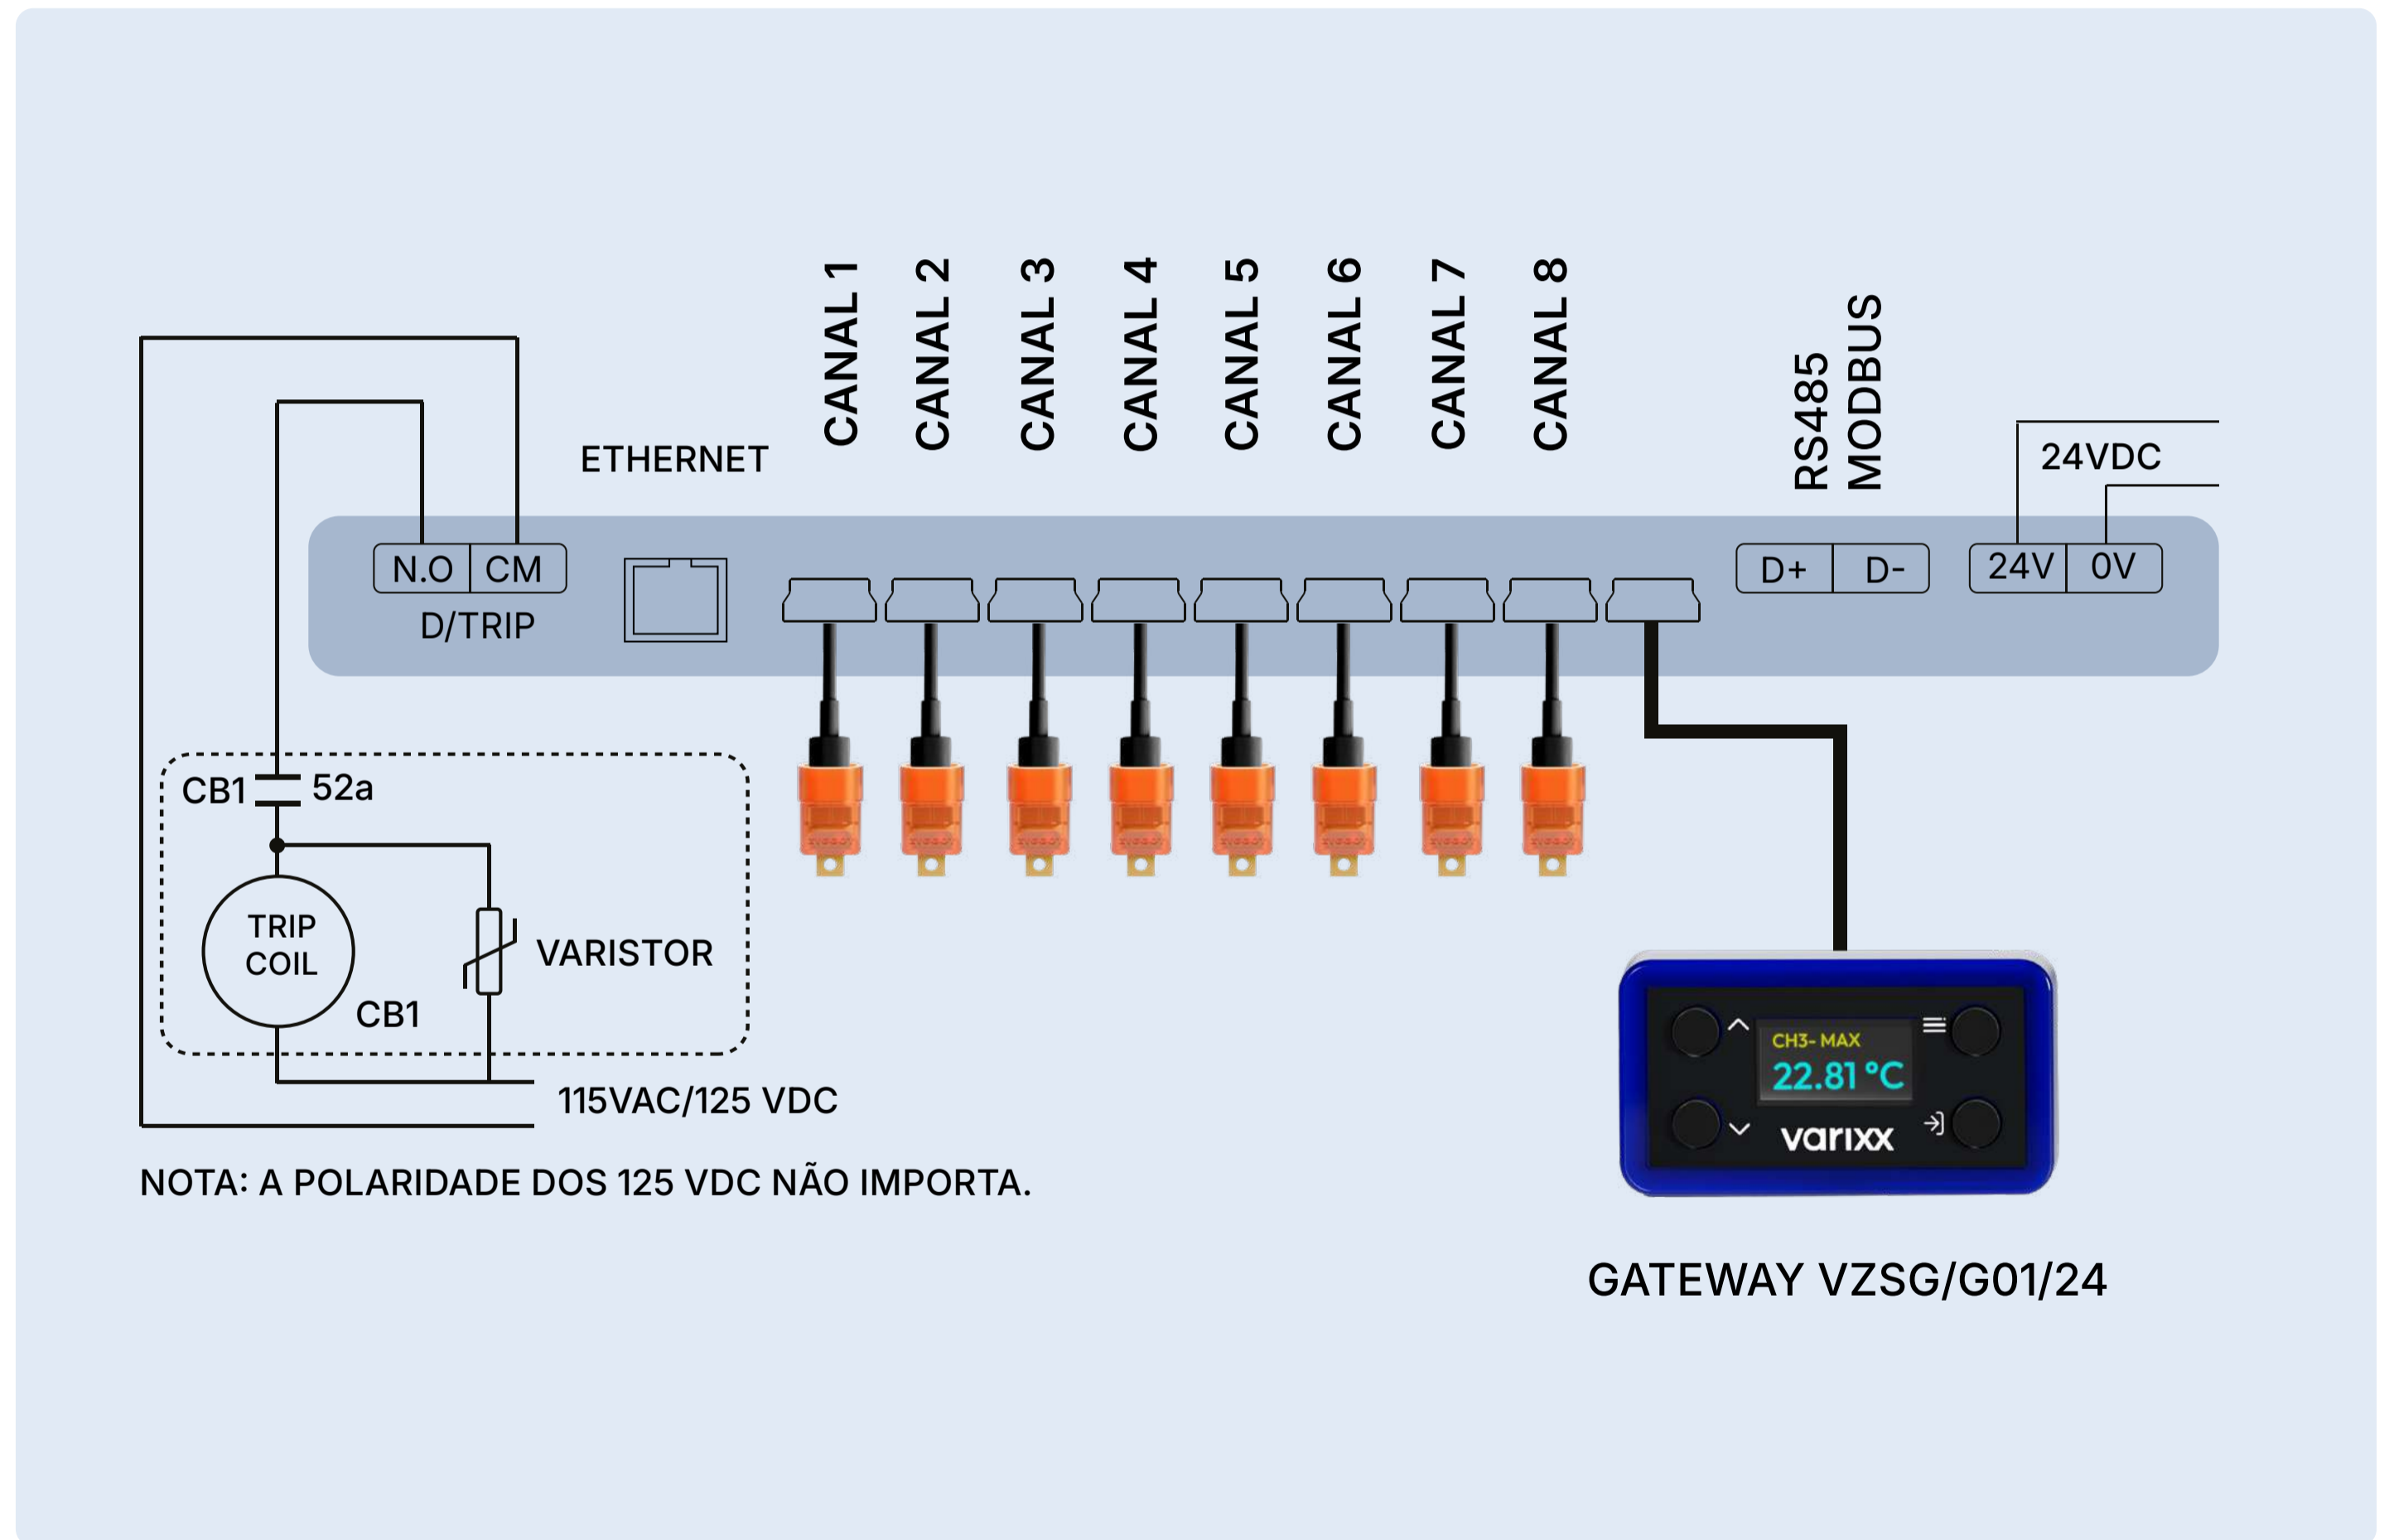 CANAL 1
CANAL 2
CANAL 3
CANAL 4
CANAL 5
CANAL 6
CANAL 7
CANAL 8
RS485
MODBUS
ETHERNET
24VDC
N.O
CM
D/TRIP
D+
D-
24V
0V
CB1
52a
TRIP
COIL
CB1
VARISTOR
115VAC/125 VDC
NOTA: A POLARIDADE DOS 125 VDC NÃO IMPORTA.
CH3- MAX
22.81 °C
varixx
GATEWAY VZSG/G01/24